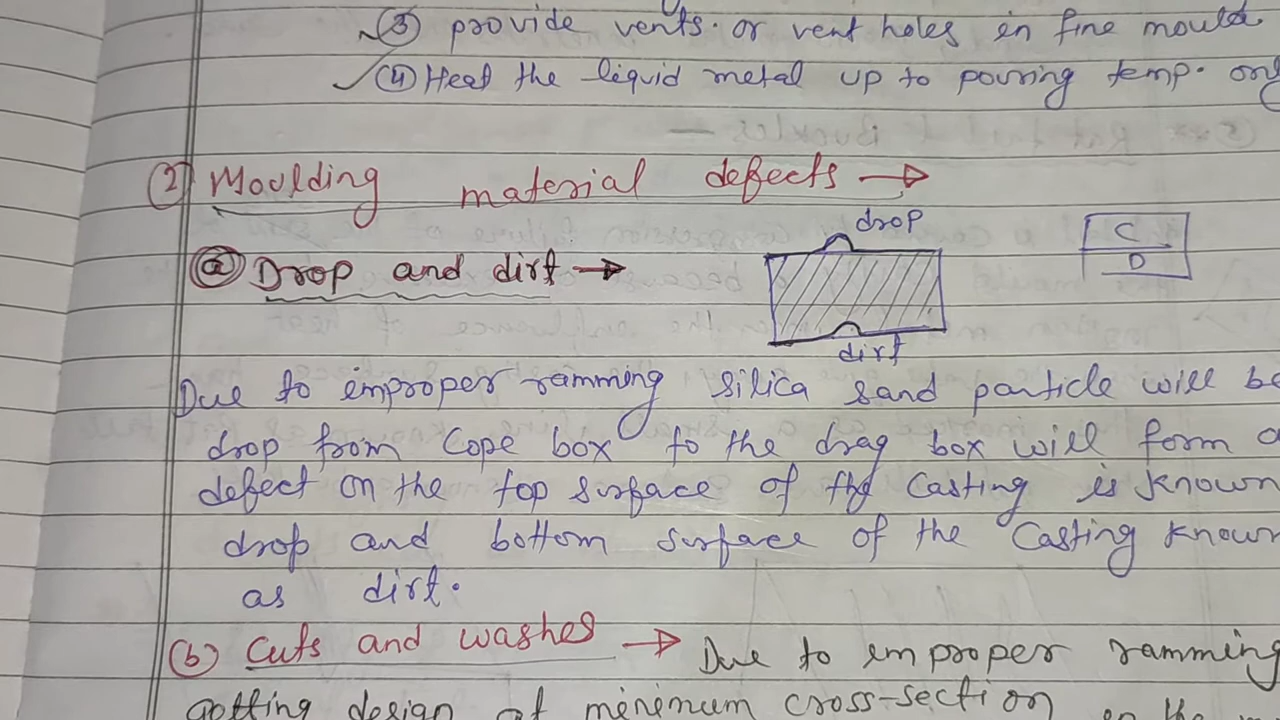 ③ provide vents. or vent holes in fine mould
④ Heat the liquid metal up to pouring temp. only
② Moulding material defects →
drop
C
D
ⓐ Drop and dirt →
dirt
Due to improper ramming silica sand particle will be
drop from Cope box to the drag box will form a
defect on the top surface of the Casting is known
drop and bottom surface of the Casting known
as dirt.
(b) Cuts and washes → Due to improper ramming
getting design of minimum cross-section on the